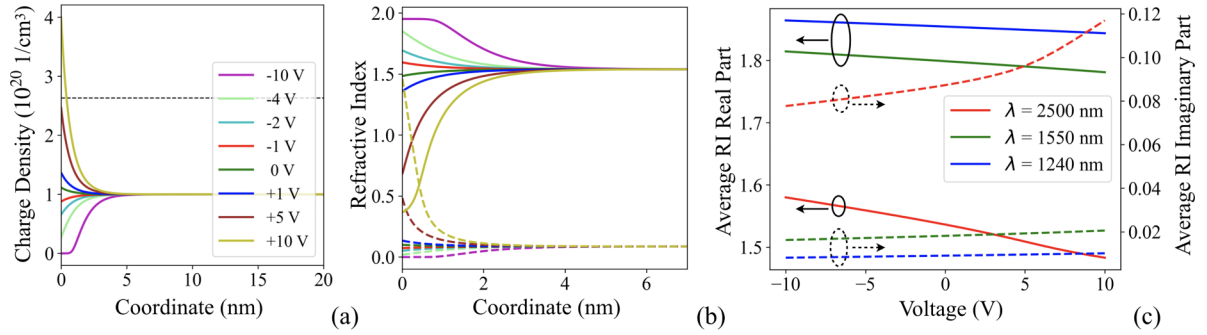 Charge Density (10²⁰ 1/cm³)
4
3
2
1
0
-10 V
-4 V
-2 V
-1 V
0 V
+1 V
+5 V
+10 V
0
5
10
15
20
Coordinate (nm)
(a)
Refractive Index
2.0
1.5
1.0
0.5
0.0
0
2
4
6
Coordinate (nm)
(b)
Average RI Real Part
1.8
1.7
1.6
1.5
λ = 2500 nm
λ = 1550 nm
λ = 1240 nm
−10
−5
0
5
10
Voltage (V)
0.12
0.10
0.08
0.06
0.04
0.02
Average RI Imaginary Part
(c)